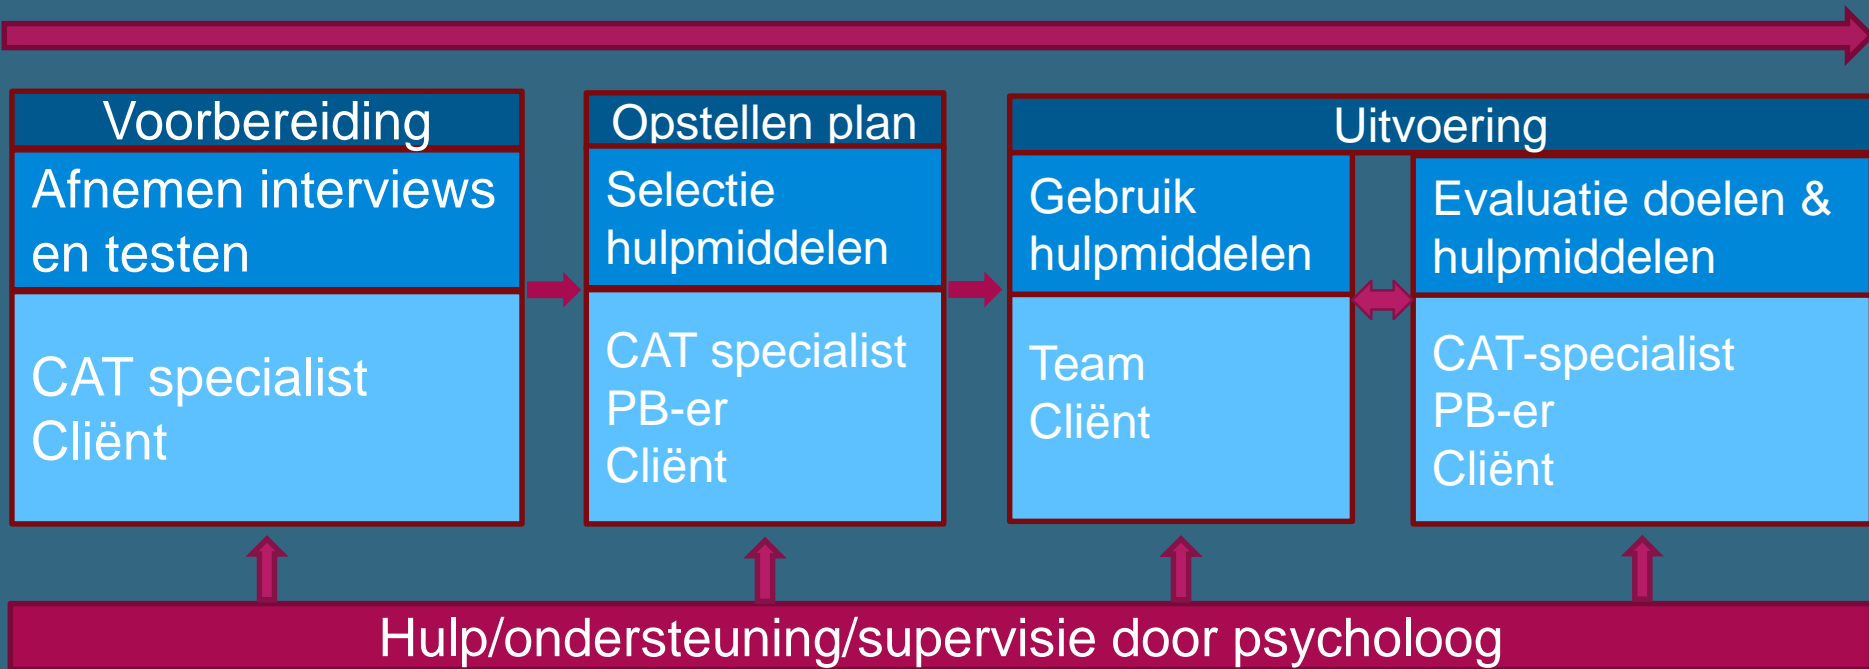 Voorbereiding
Afnemen interviews
en testen
CAT specialist
Cliënt
Opstellen plan
Selectie
hulpmiddelen
CAT specialist
PB-er
Cliënt
Uitvoering
Gebruik
hulpmiddelen
Team
Cliënt
Evaluatie doelen &
hulpmiddelen
CAT-specialist
PB-er
Cliënt
Hulp/ondersteuning/supervisie door psycholoog